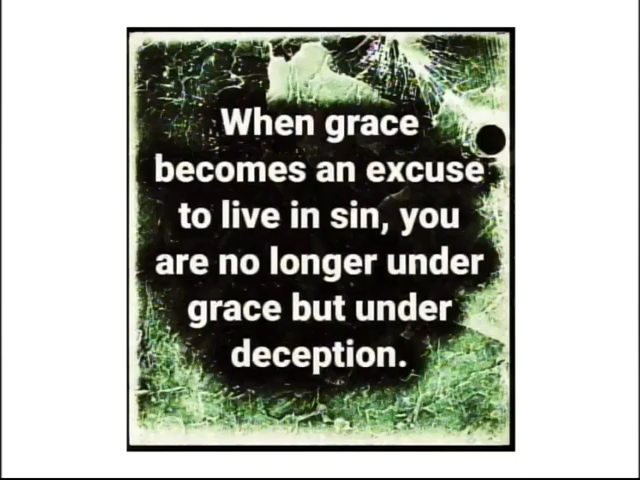 When grace
becomes an excuse
to live in sin, you
are no longer under
grace but under
deception.